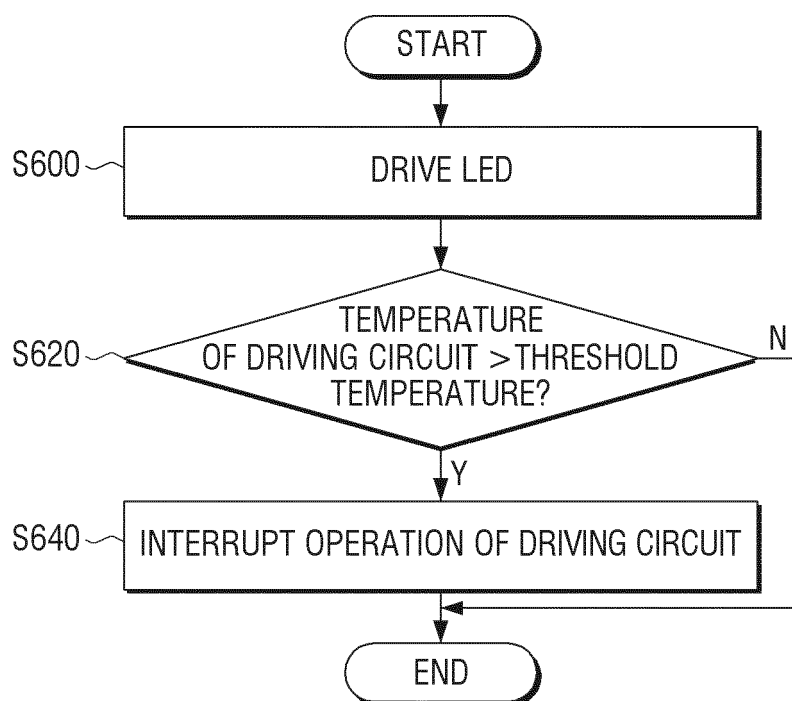 START
S600
DRIVE LED
S620
TEMPERATURE
OF DRIVING CIRCUIT > THRESHOLD
TEMPERATURE?
N
Y
S640
INTERRUPT OPERATION OF DRIVING CIRCUIT
END